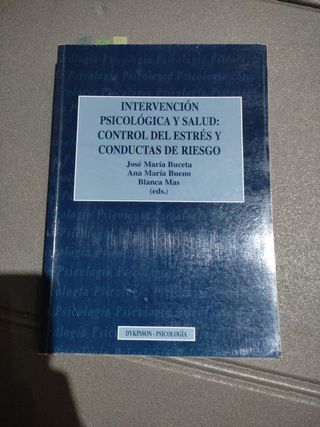 INTERVENCIÓN
PSICOLÓGICA Y SALUD:
CONTROL DEL ESTRÉS Y
CONDUCTAS DE RIESGO
José María Buceta
Ana María Bueno
Bianca Mas
(eds.)
DYKINSON - PSICOLOGÍA